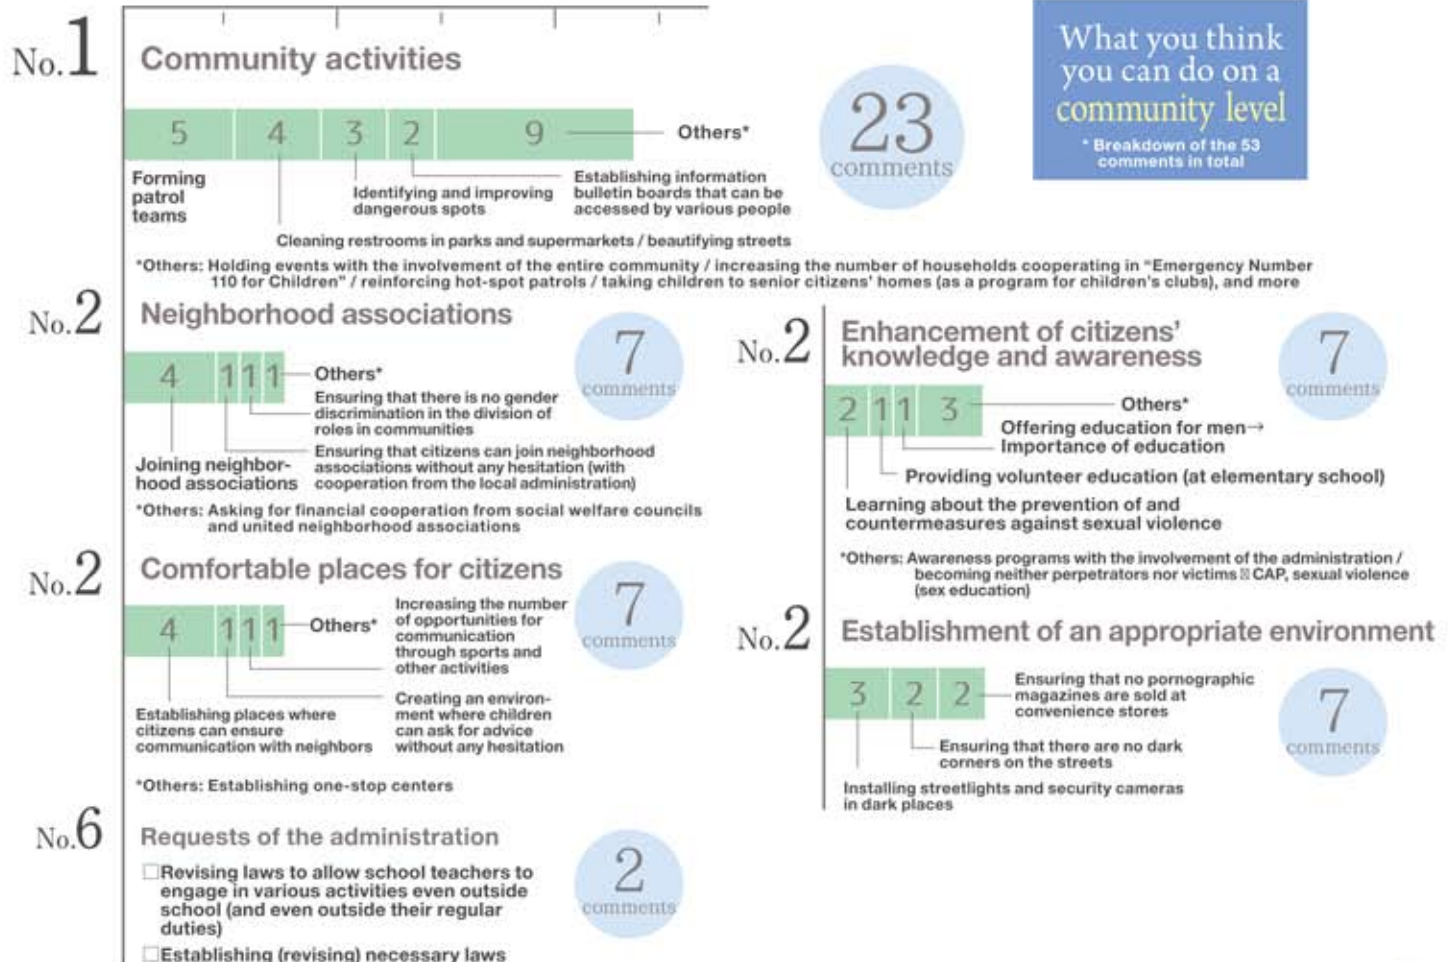 What you think
you can do on a
community level
* Breakdown of the 53
comments in total
No.1
Community activities
5 4 3 2 9 Others*
23
comments
Forming
patrol
teams
Identifying and improving
dangerous spots
Establishing information
bulletin boards that can be
accessed by various people
Cleaning restrooms in parks and supermarkets / beautifying streets
*Others: Holding events with the involvement of the entire community / increasing the number of households cooperating in "Emergency Number
110 for Children" / reinforcing hot-spot patrols / taking children to senior citizens' homes (as a program for children's clubs), and more
No.2
Neighborhood associations
4 1 1 1 Others*
7
comments
Ensuring that there is no gender
discrimination in the division of
roles in communities
Ensuring that citizens can join neighborhood
associations without any hesitation (with
cooperation from the local administration)
Joining neighbor-
hood associations
*Others: Asking for financial cooperation from social welfare councils
and united neighborhood associations
No.2
Comfortable places for citizens
4 1 1 1 Others*
7
comments
Increasing the number
of opportunities for
communication
through sports and
other activities
Creating an environ-
ment where children
can ask for advice
without any hesitation
Establishing places where
citizens can ensure
communication with neighbors
*Others: Establishing one-stop centers
No.6
Requests of the administration
2
comments
□Revising laws to allow school teachers to
engage in various activities even outside
school (and even outside their regular
duties)
□Establishing (revising) necessary laws
No.2
Enhancement of citizens'
knowledge and awareness
2 1 1 3 Others*
7
comments
Offering education for men→
Importance of education
Providing volunteer education (at elementary school)
Learning about the prevention of and
countermeasures against sexual violence
*Others: Awareness programs with the involvement of the administration /
becoming neither perpetrators nor victims CAP, sexual violence
(sex education)
No.2
Establishment of an appropriate environment
3 2 2
7
comments
Ensuring that no pornographic
magazines are sold at
convenience stores
Ensuring that there are no dark
corners on the streets
Installing streetlights and security cameras
in dark places